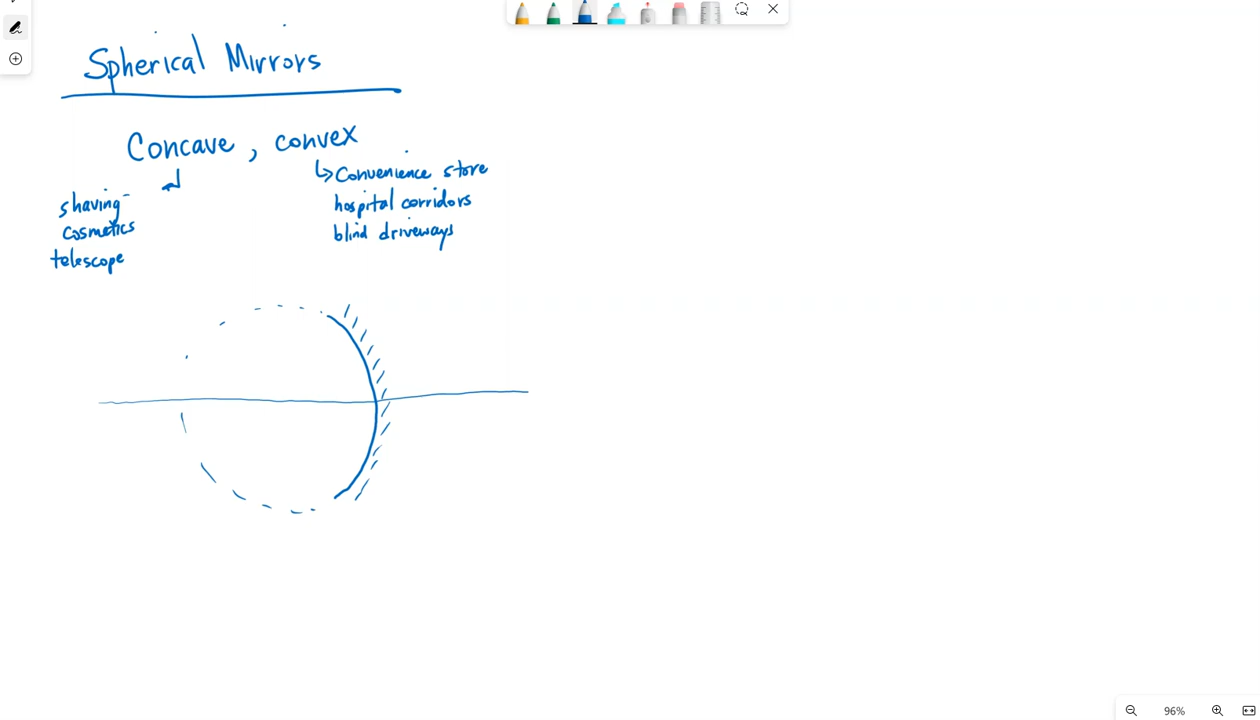 Spherical Mirrors
Concave , convex
shaving
cosmetics
telescope
↳ Convenience store
hospital corridors
blind driveways
96%